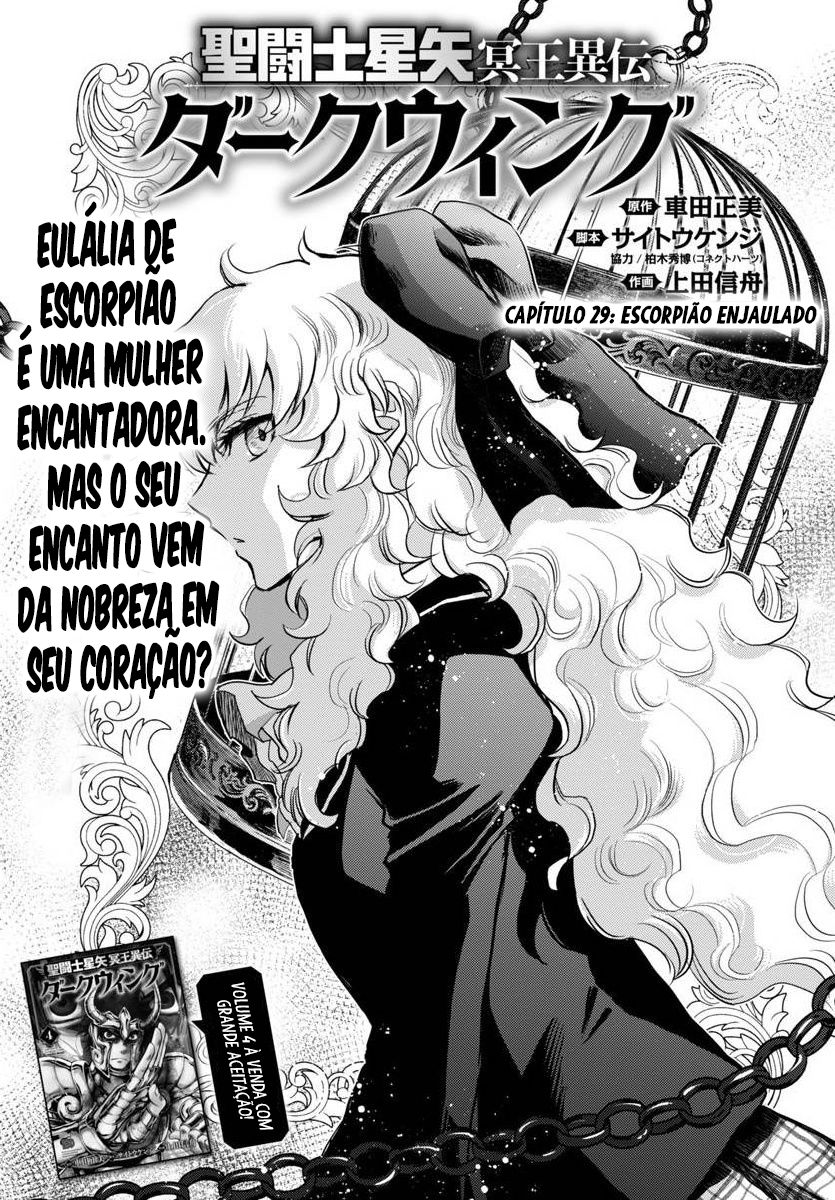 聖闘士星矢 冥王異伝
ダークウィング
原作 車田正美
脚本 サイトウケンジ
協力/柏木秀博(コネクトハーツ)
作画 上田信舟
CAPÍTULO 29: ESCORPIÃO ENJAULADO
EULÁLIA DE
ESCORPIÃO
É UMA MULHER
ENCANTADORA.
MAS O SEU
ENCANTO VEM
DA NOBREZA EM
SEU CORAÇÃO?
聖闘士星矢 冥王異伝
ダークウィング
4
VOLUME 4 À VENDA COM
GRANDE ACEITAÇÃO!